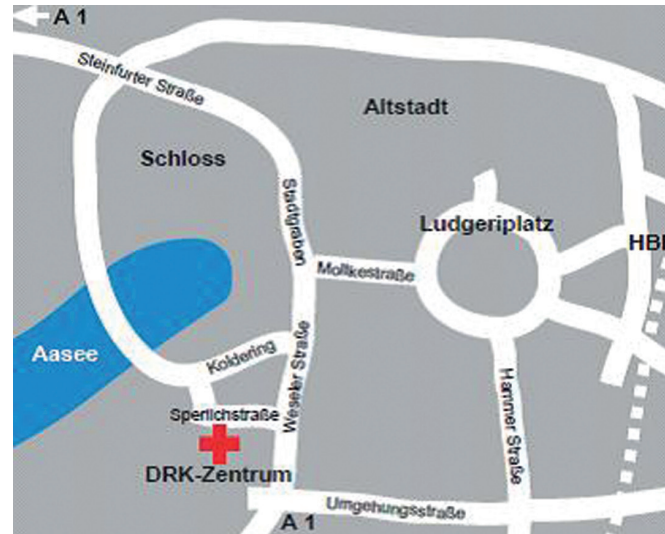 A 1
Steinfurter Straße
Altstadt
Schloss
Stadtgraben
Ludgeriplatz
HBF
Mollkestraße
Aasee
Koldering
Weseler Straße
Hammer Straße
Sperlichstraße
DRK-Zentrum
Umgehungsstraße
A 1